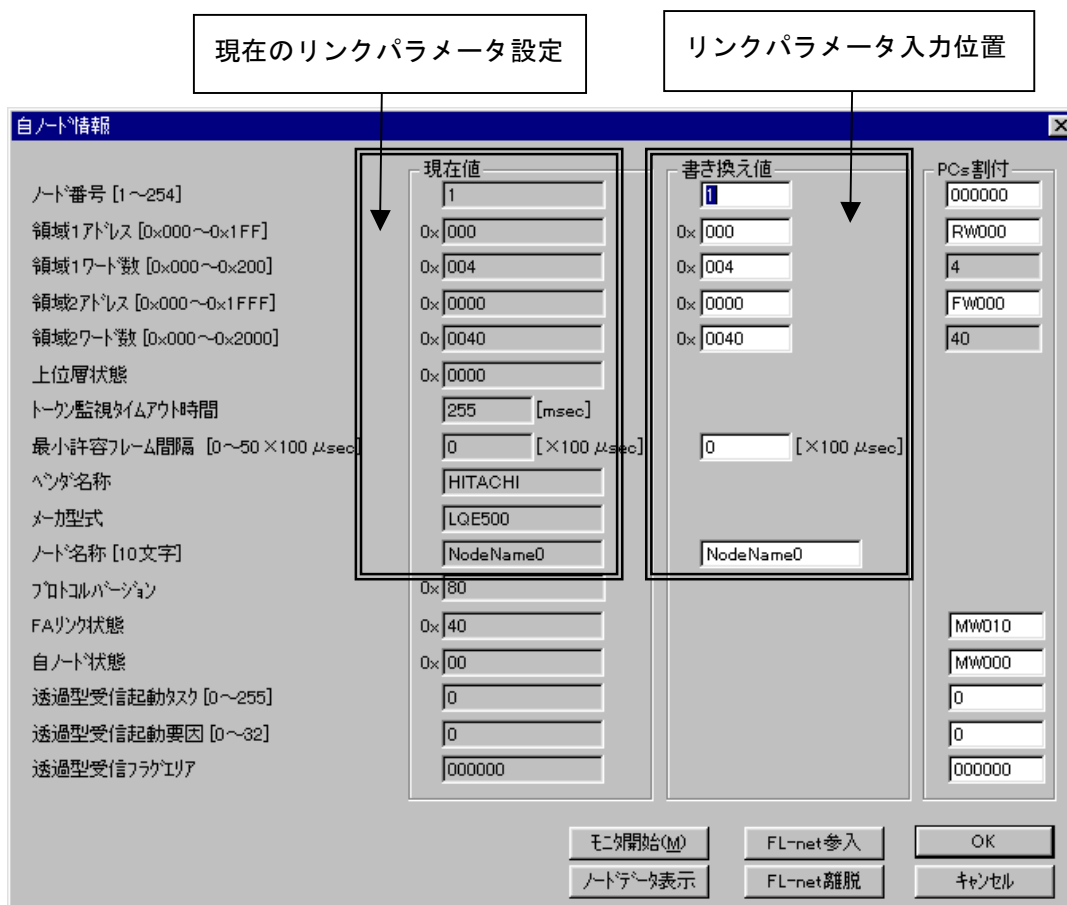 現在のリンクパラメータ設定
リンクパラメータ入力位置
自ﾉｰﾄﾞ情報
現在値 書き換え値 PCs割付
ﾉｰﾄﾞ番号 [1～254] 1 1 000000
領域1ｱﾄﾞﾚｽ [0x000～0x1FF] 0x 000 0x 000 RW000
領域1ﾜｰﾄﾞ数 [0x000～0x200] 0x 004 0x 004 4
領域2ｱﾄﾞﾚｽ [0x000～0x1FFF] 0x 0000 0x 0000 FW000
領域2ﾜｰﾄﾞ数 [0x000～0x2000] 0x 0040 0x 0040 40
上位層状態 0x 0000
ﾄｰｸﾝ監視ﾀｲﾑｱｳﾄ時間 255 [msec]
最小許容ﾌﾚｰﾑ間隔 [0～50×100μsec] 0 [×100μsec] 0 [×100μsec]
ﾍﾞﾝﾀﾞ名称 HITACHI
ﾒｰｶ型式 LQE500
ﾉｰﾄﾞ名称 [10文字] NodeName0 NodeName0
ﾌﾟﾛﾄｺﾙﾊﾞｰｼﾞｮﾝ 0x 80
FAﾘﾝｸ状態 0x 40 MW010
自ﾉｰﾄﾞ状態 0x 00 MW000
透過型受信起動ﾀｽｸ [0～255] 0 0
透過型受信起動要因 [0～32] 0 0
透過型受信ﾌﾗｸﾞｴﾘｱ 000000 000000
ﾓﾆﾀ開始(M) FL-net参入 OK
ﾉｰﾄﾞﾃﾞｰﾀ表示 FL-net離脱 ｷｬﾝｾﾙ